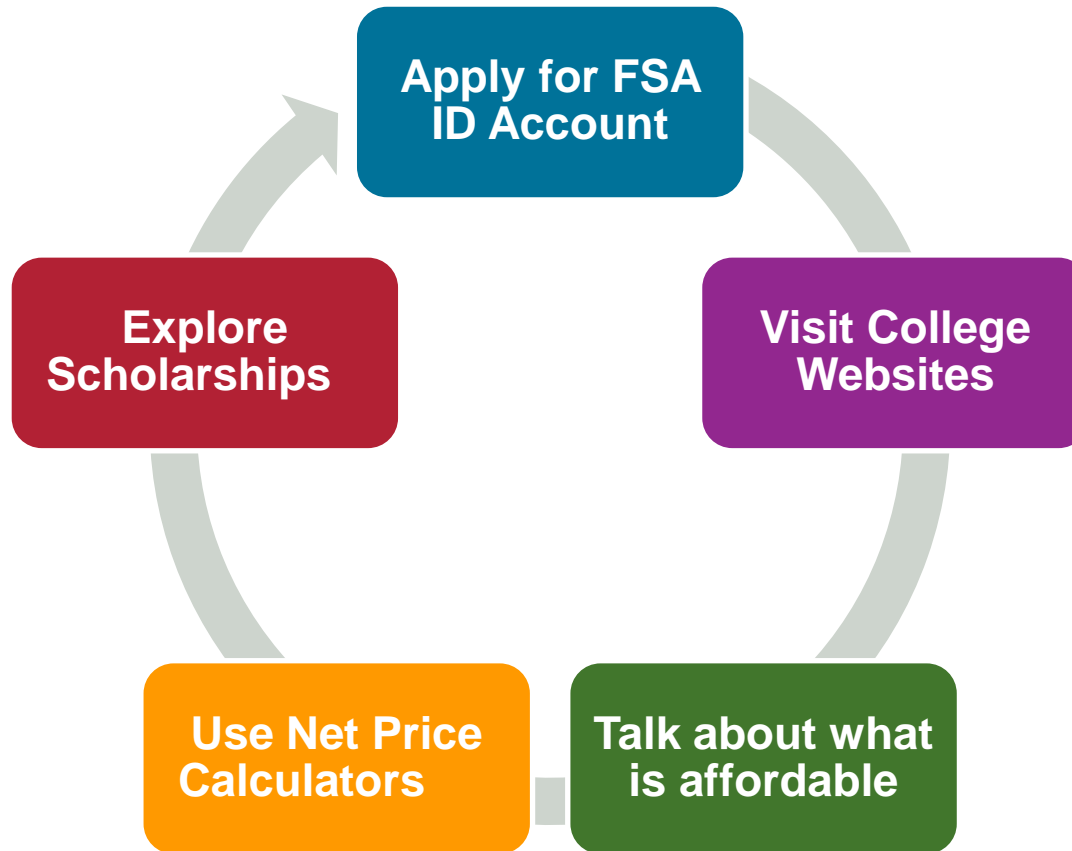 Apply for FSA
ID Account
Visit College
Websites
Talk about what
is affordable
Use Net Price
Calculators
Explore
Scholarships